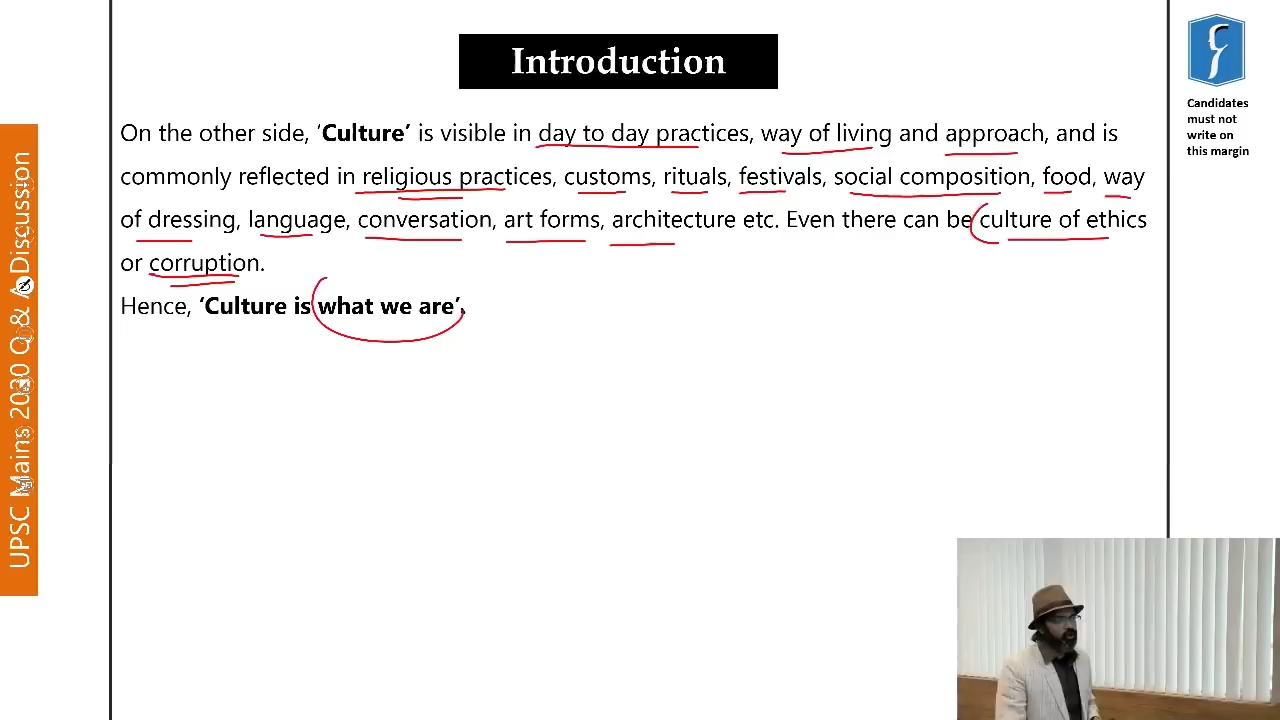 Introduction
On the other side, ‘Culture’ is visible in day to day practices, way of living and approach, and is
commonly reflected in religious practices, customs, rituals, festivals, social composition, food, way
of dressing, language, conversation, art forms, architecture etc. Even there can be culture of ethics
or corruption.
Hence, ‘Culture is what we are’.
Candidates
must not
write on
this margin
UPSC Mains 2020 Q & A Discussion